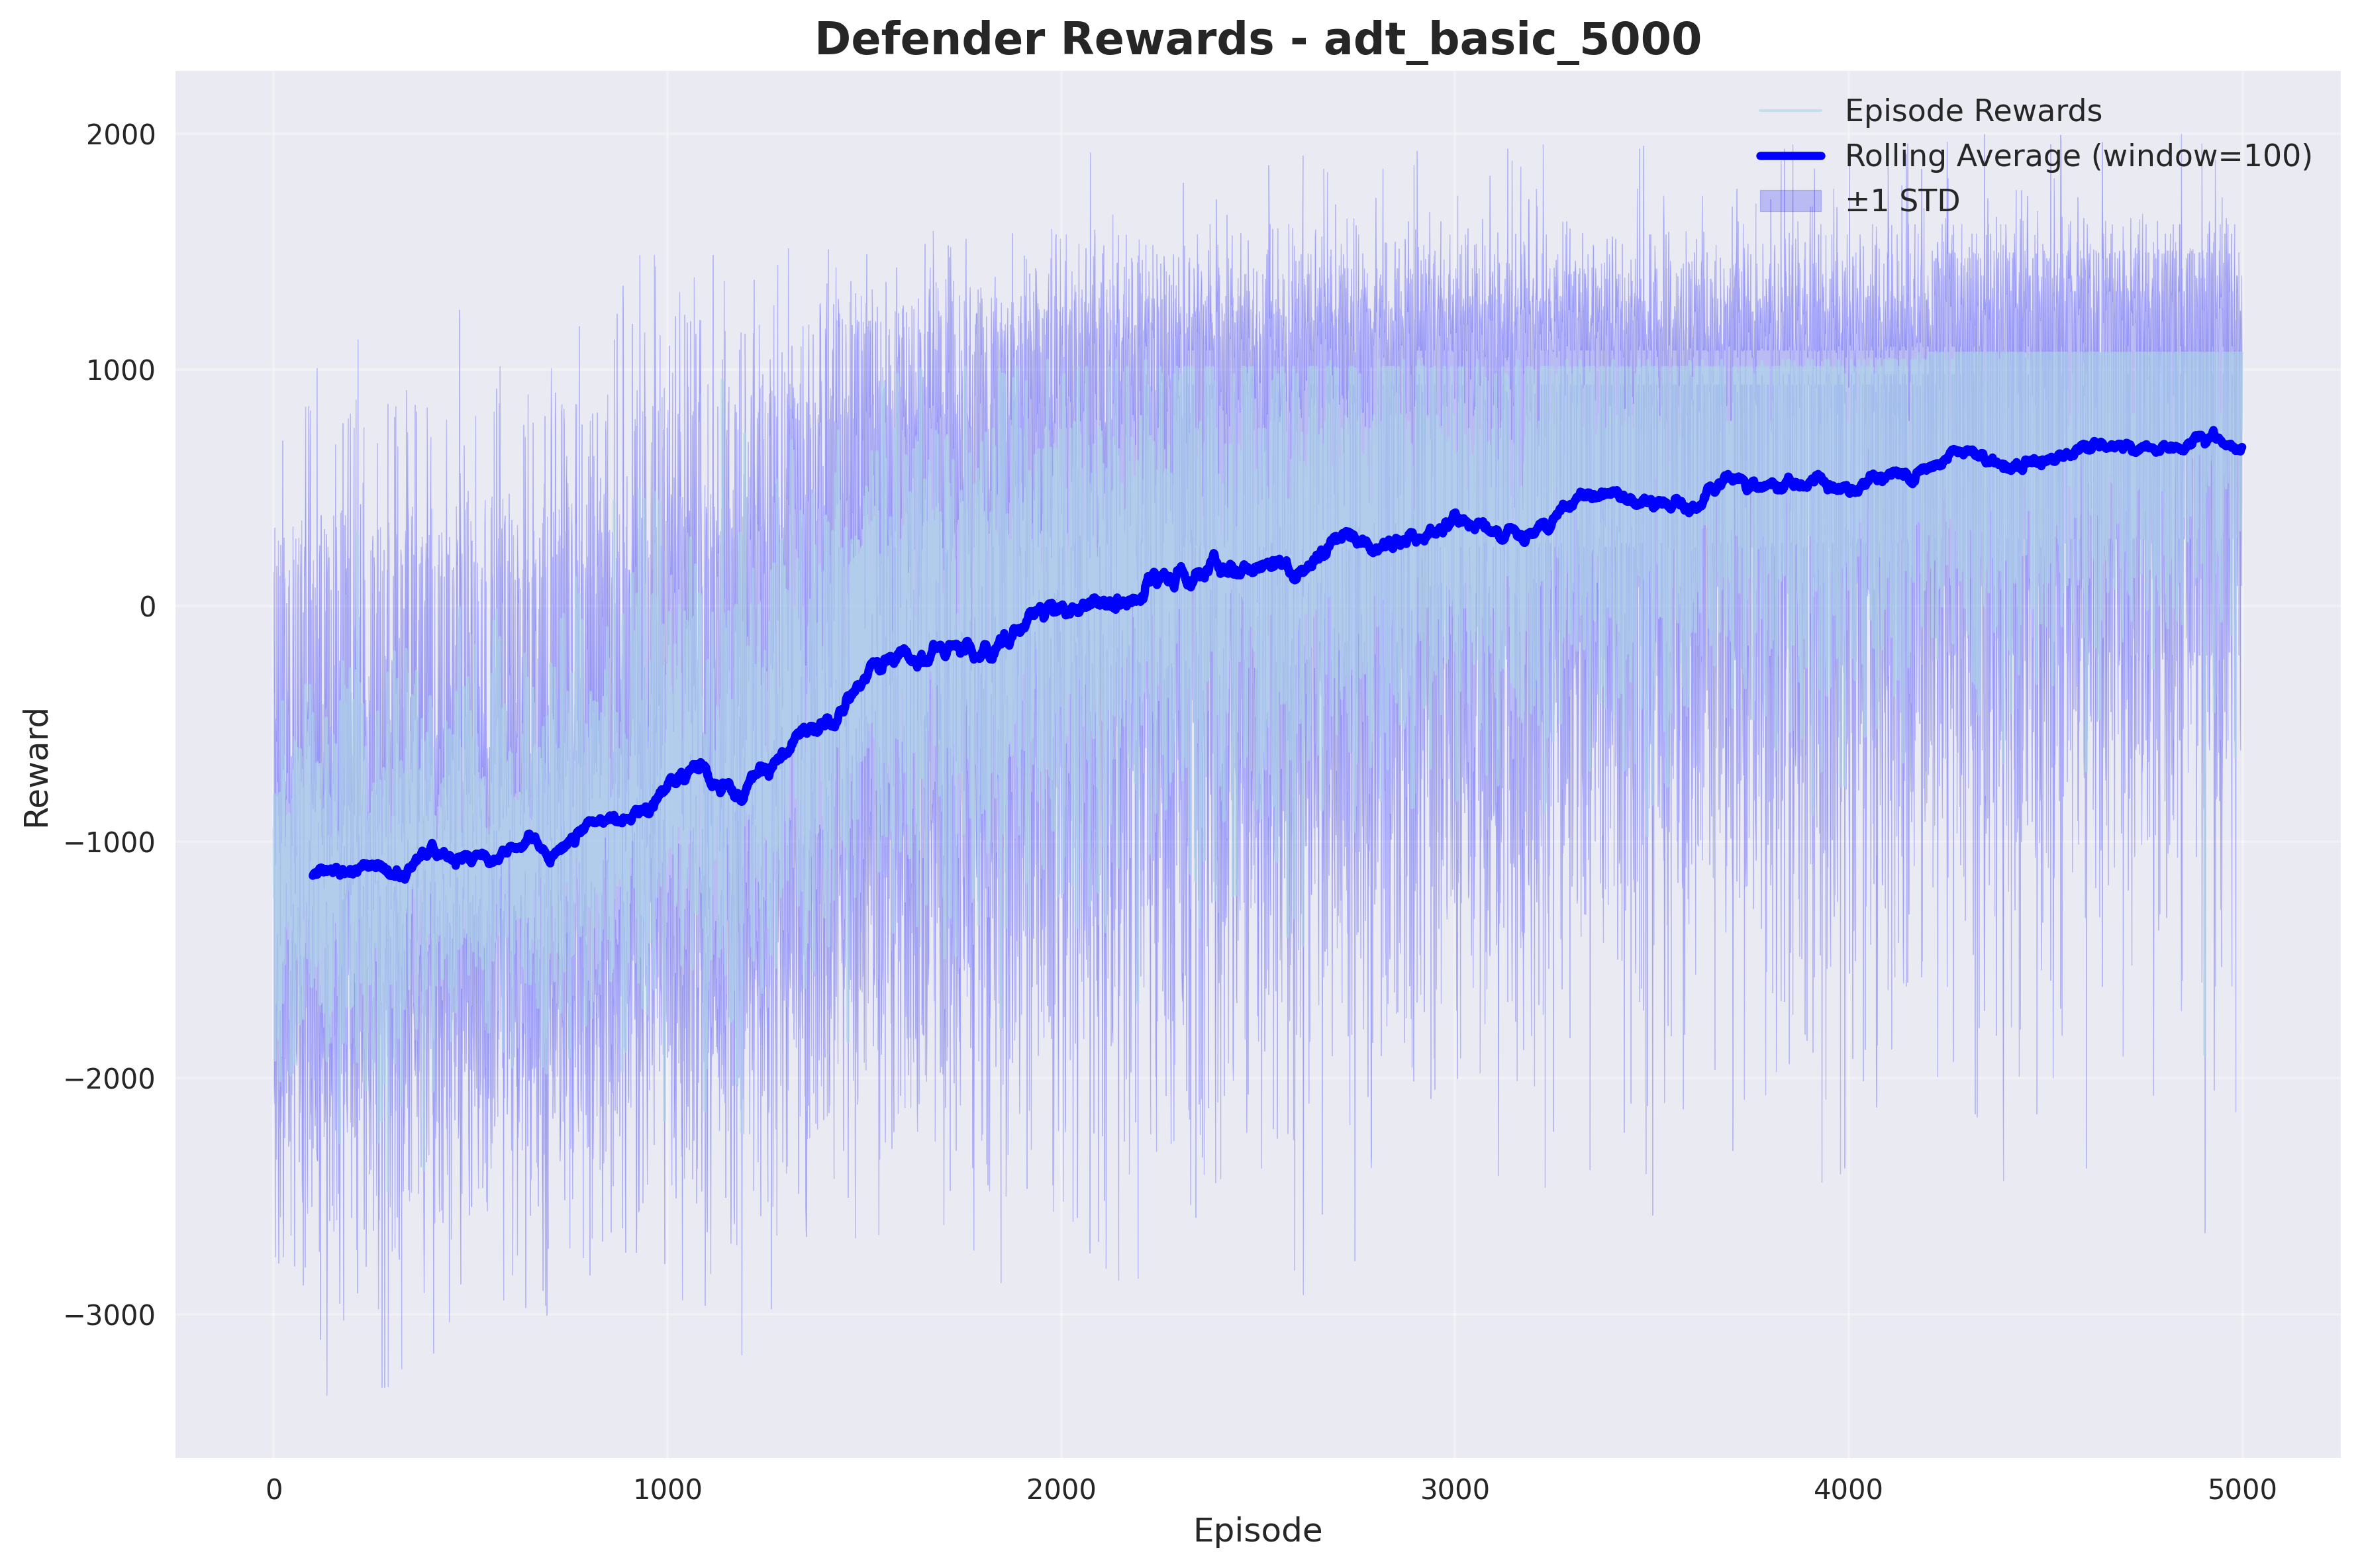 Defender Rewards - adt_basic_5000
Episode Rewards
Rolling Average (window=100)
±1 STD
2000
1000
0
−1000
−2000
−3000
Reward
0 1000 2000 3000 4000 5000
Episode